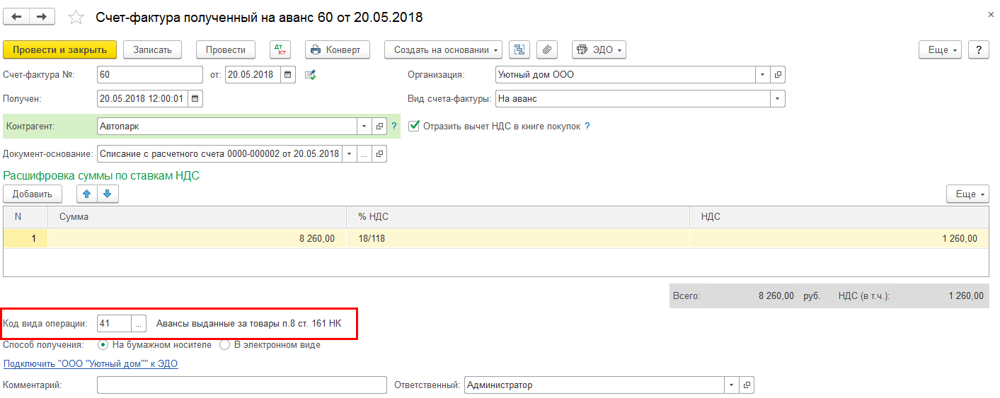 Счет-фактура полученный на аванс 60 от 20.05.2018
Провести и закрыть Записать Провести Дт Кт Конверт Создать на основании ЭДО Еще ?
Счет-фактура №: 60 от: 20.05.2018 Организация: Уютный дом ООО
Получен: 20.05.2018 12:00:01 Вид счета-фактуры: На аванс
Контрагент: Автопарк ? Отразить вычет НДС в книге покупок ?
Документ-основание: Списание с расчетного счета 0000-000002 от 20.05.2018 ...
Расшифровка суммы по ставкам НДС
Добавить Еще
N Сумма % НДС НДС
1 8 260,00 18/118 1 260,00
Всего: 8 260,00 руб. НДС (в т.ч.): 1 260,00
Код вида операции: 41 ... Авансы выданные за товары п.8 ст. 161 НК
Способ получения: На бумажном носителе В электронном виде
Подключить "ООО "Уютный дом"" к ЭДО
Комментарий: Ответственный: Администратор